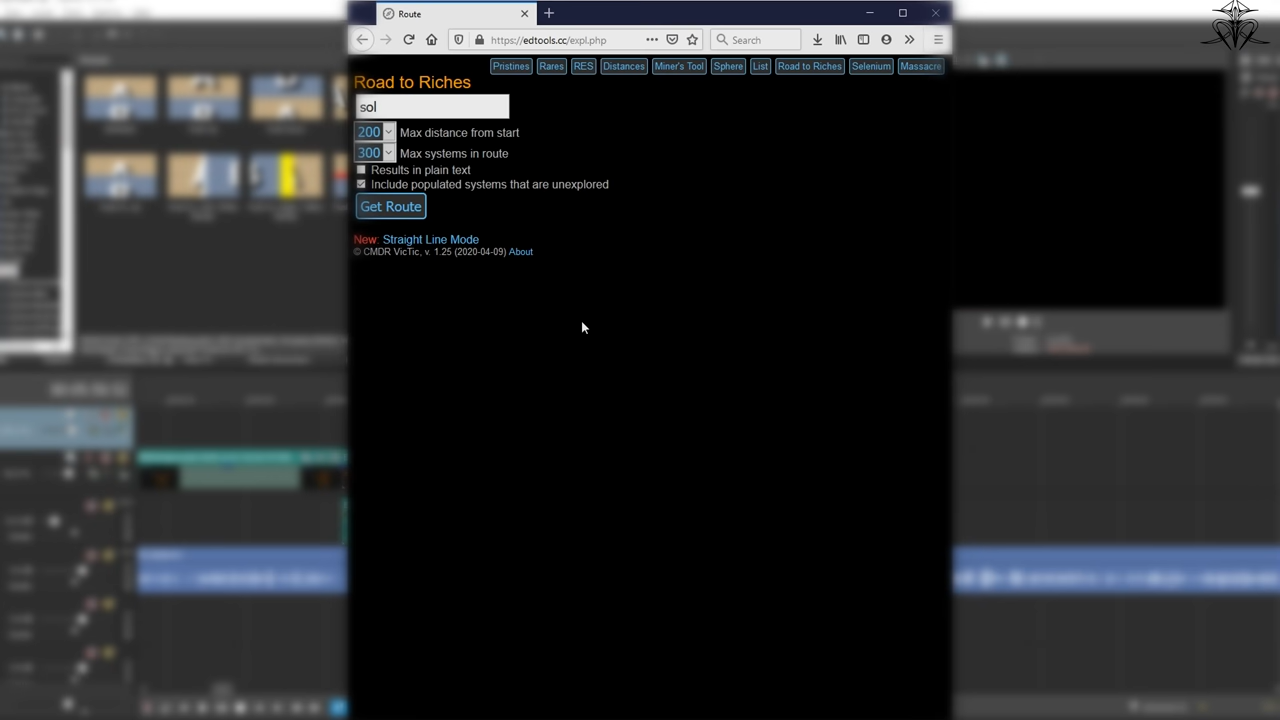 Route
https://edtools.cc/expl.php
Search
Pristines Rares RES Distances Miner's Tool Sphere List Road to Riches Selenium Massacre
Road to Riches
sol
200 Max distance from start
300 Max systems in route
Results in plain text
Include populated systems that are unexplored
Get Route
New: Straight Line Mode
© CMDR VicTic, v. 1.25 (2020-04-09) About